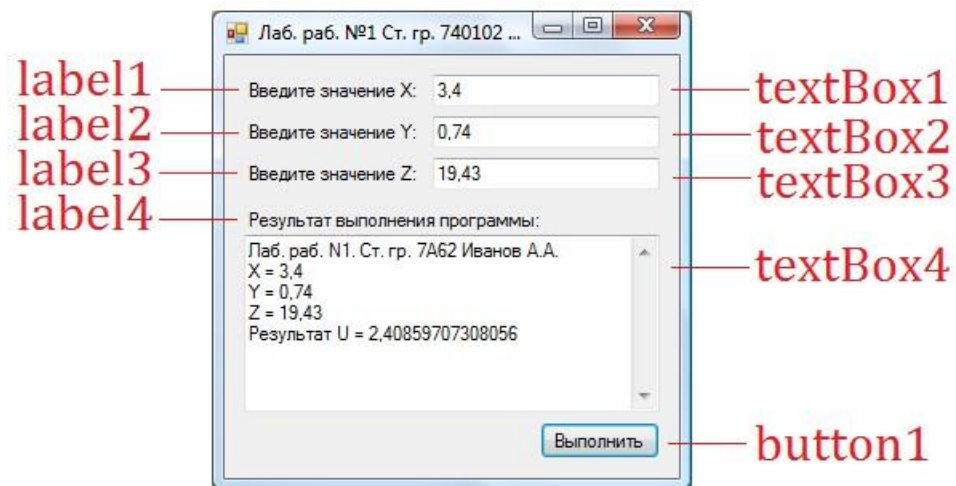 Лаб. раб. №1 Ст. гр. 740102 ...
label1 Введите значение X: 3,4 textBox1
label2 Введите значение Y: 0,74 textBox2
label3 Введите значение Z: 19,43 textBox3
label4 Результат выполнения программы:
Лаб. раб. N1. Ст. гр. 7А62 Иванов А.А.
X = 3,4
Y = 0,74
textBox4
Z = 19,43
Результат U = 2,40859707308056
Выполнить button1